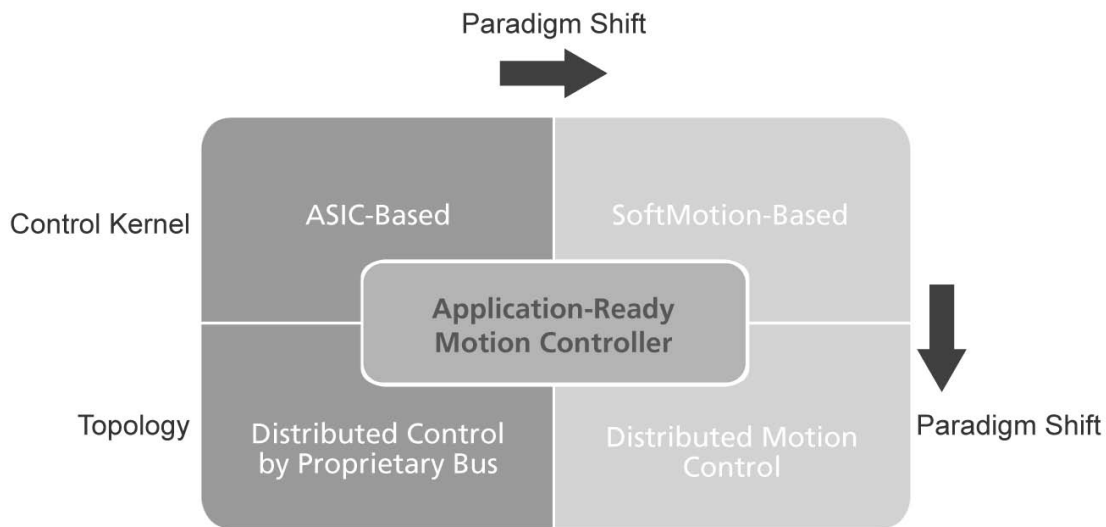 Paradigm Shift
Control Kernel
ASIC-Based
SoftMotion-Based
Application-Ready
Motion Controller
Topology
Distributed Control
by Proprietary Bus
Distributed Motion
Control
Paradigm Shift